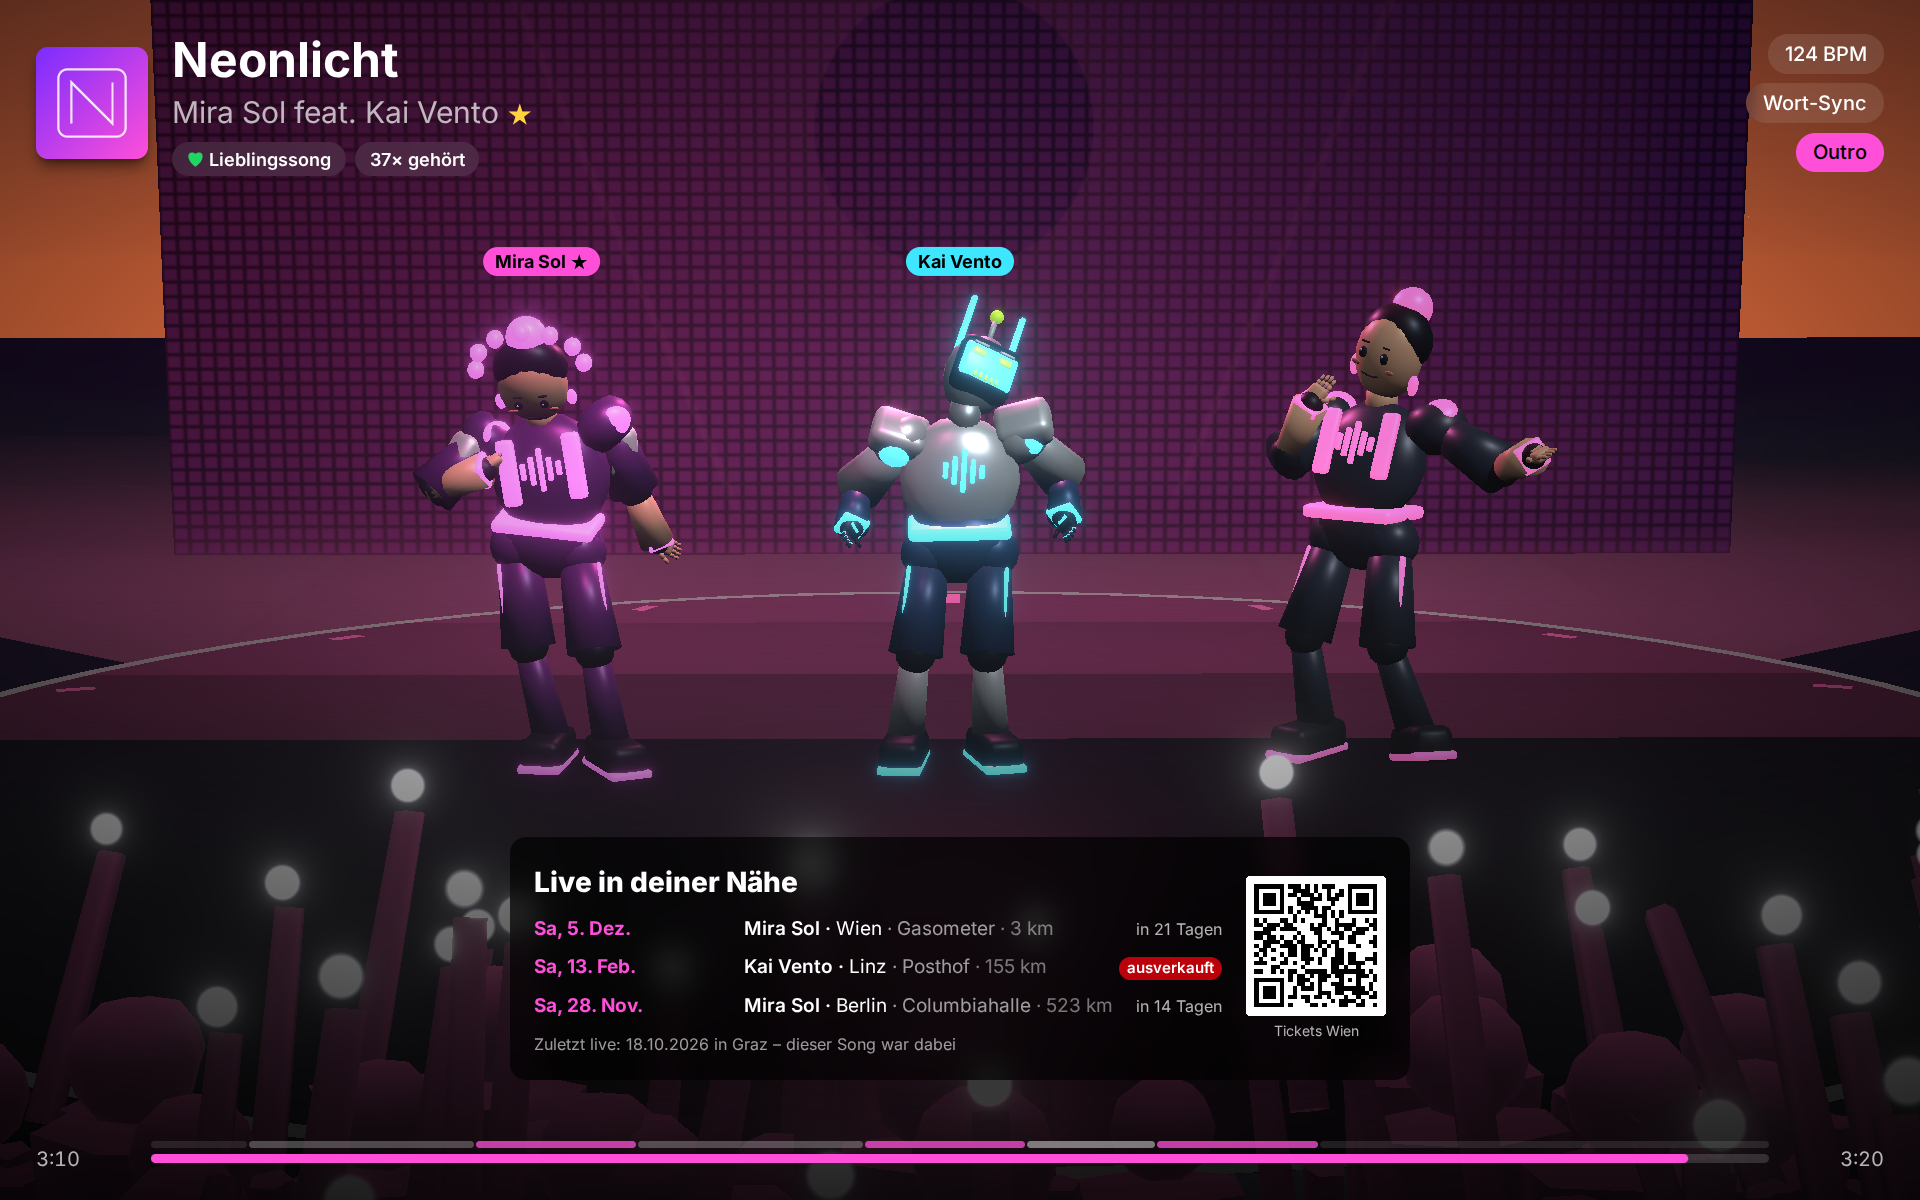 N
Neonlicht
Mira Sol feat. Kai Vento ★
Lieblingssong
37× gehört
124 BPM
Wort-Sync
Outro
Mira Sol ★
Kai Vento
Live in deiner Nähe
Sa, 5. Dez. Mira Sol · Wien · Gasometer · 3 km in 21 Tagen
Sa, 13. Feb. Kai Vento · Linz · Posthof · 155 km ausverkauft
Sa, 28. Nov. Mira Sol · Berlin · Columbiahalle · 523 km in 14 Tagen
Zuletzt live: 18.10.2026 in Graz – dieser Song war dabei
Tickets Wien
3:10
3:20